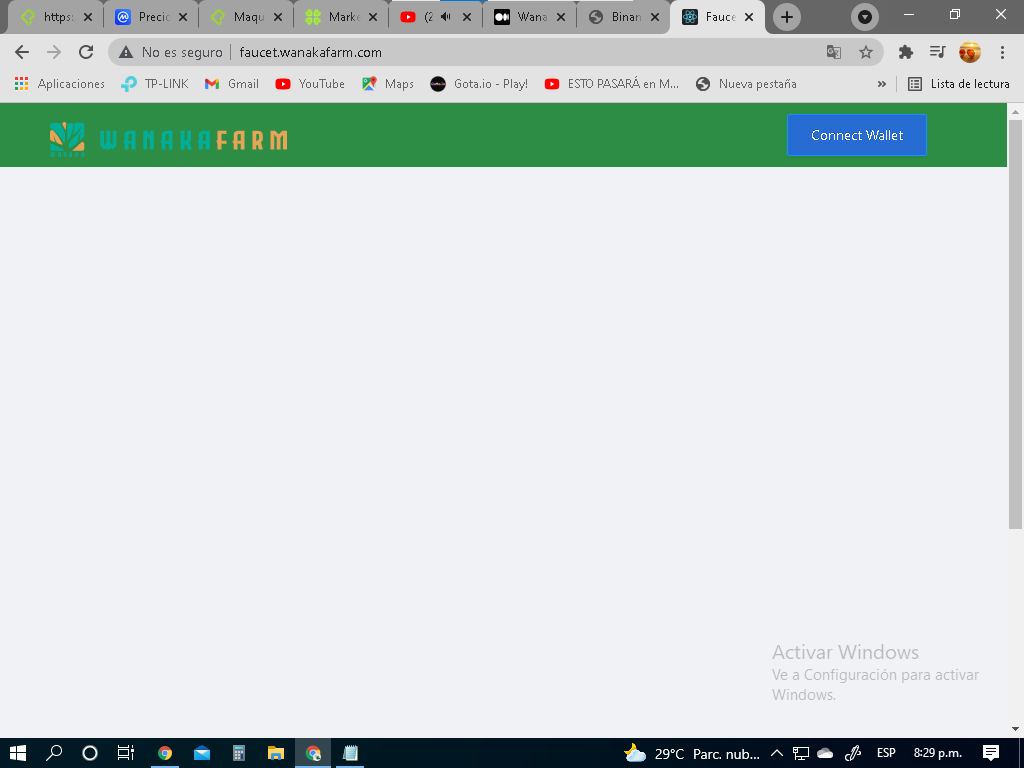 https:
Precio
Maqu
Marke
(2
Wana
Binan
Fauce
No es seguro
faucet.wanakafarm.com
Aplicaciones
TP-LINK
Gmail
YouTube
Maps
Gota.io - Play!
ESTO PASARÁ en M...
Nueva pestaña
»
Lista de lectura
WANAKAFARM
Connect Wallet
Activar Windows
Ve a Configuración para activar
Windows.
29°C Parc. nub...
ESP
8:29 p.m.